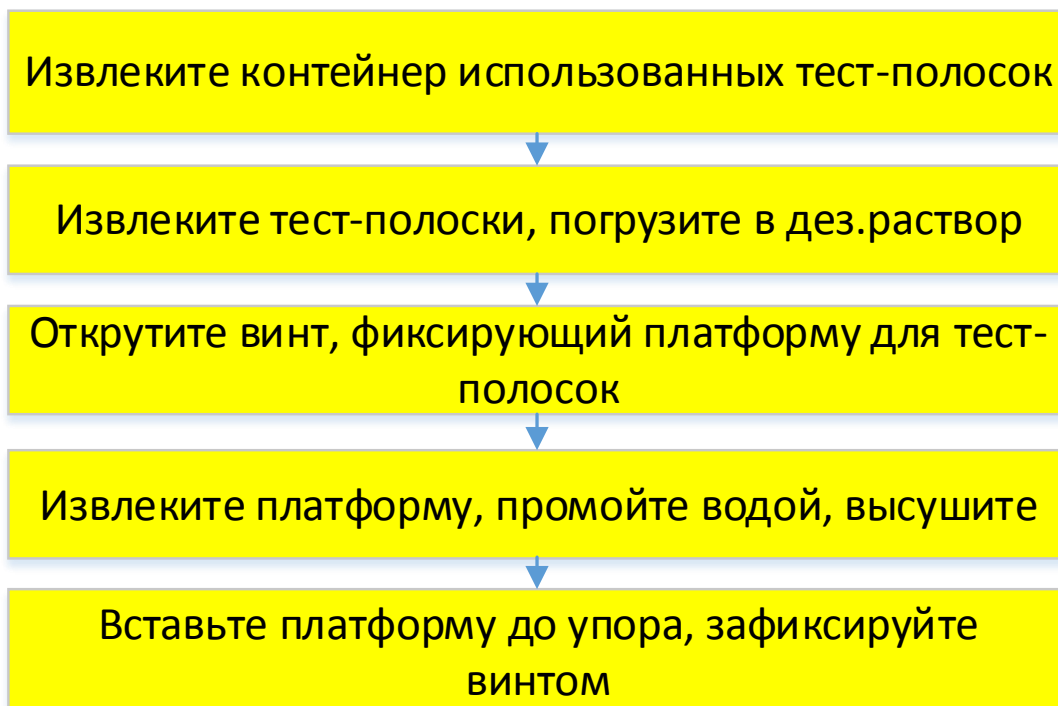 Извлеките контейнер использованных тест-полосок
Извлеките тест-полоски, погрузите в дез.раствор
Открутите винт, фиксирующий платформу для тест-
полосок
Извлеките платформу, промойте водой, высушите
Вставьте платформу до упора, зафиксируйте
винтом